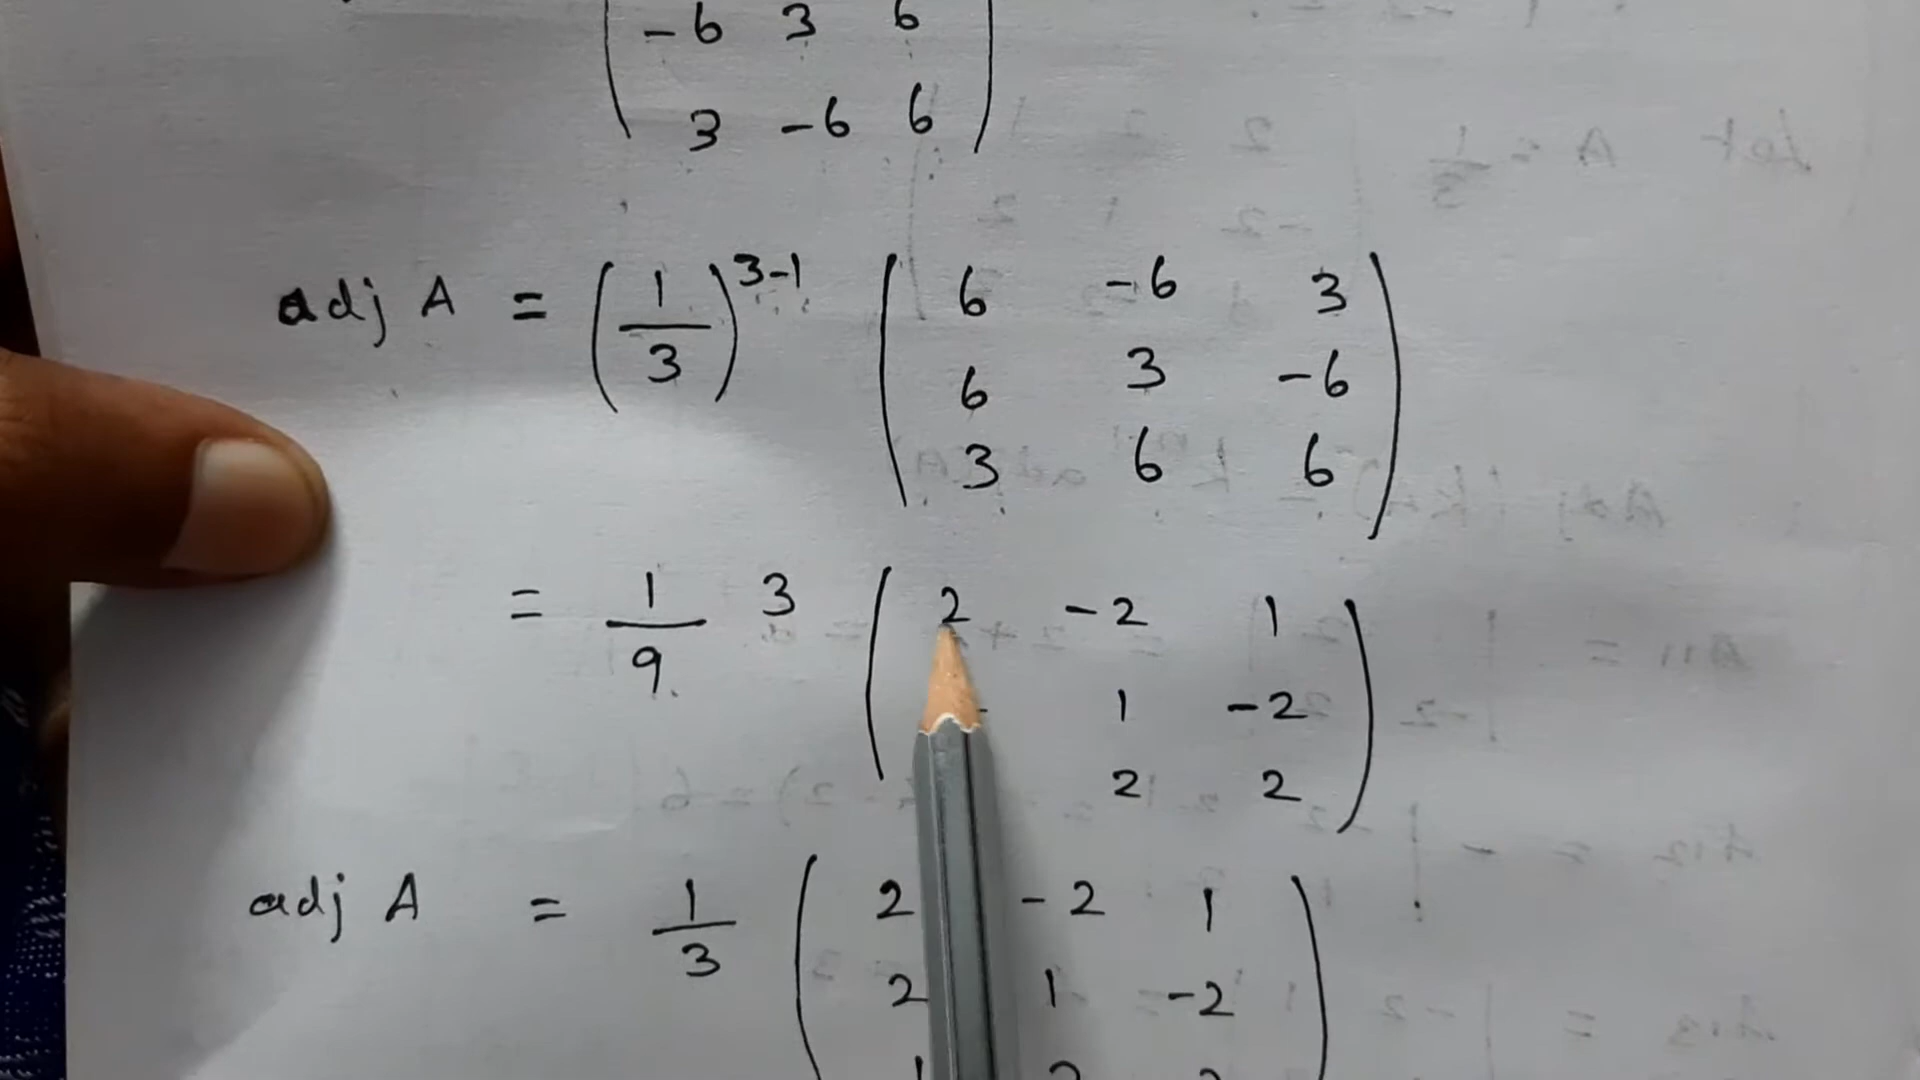 -6 3 6
3 -6 6
adj A = (1/3)^3-1 ( 6 -6 3
6 3 -6
3 6 6 )
= 1/9 3 ( 2 -2 1
1 -2
2 2 )
adj A = 1/3 ( 2 -2 1
2 1 -2